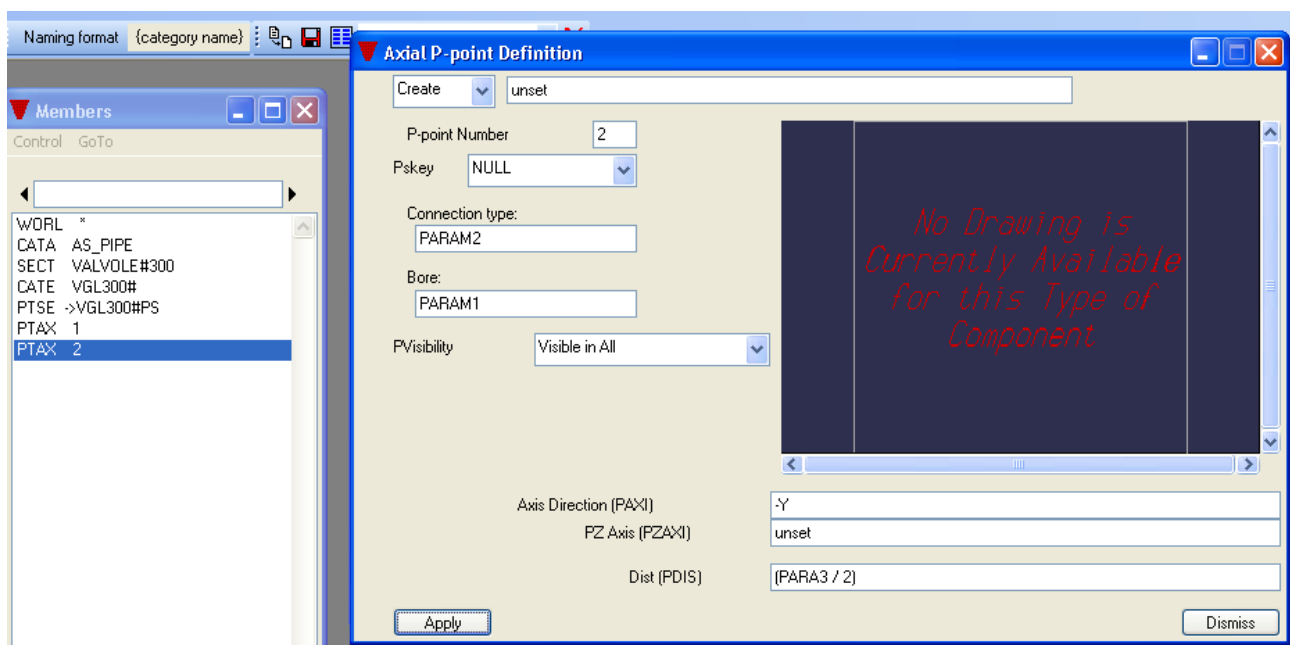 Naming format {category name}
Members
Control GoTo
WORL *
CATA AS_PIPE
SECT VALVOLE#300
CATE VGL300#
PTSE ->VGL300#PS
PTAX 1
PTAX 2
Axial P-point Definition
Create unset
P-point Number 2
Pskey NULL
Connection type:
PARAM2
Bore:
PARAM1
PVisibility Visible in All
No Drawing is
Currently Available
for this Type of
Component
Axis Direction (PAXI) -Y
PZ Axis (PZAXI) unset
Dist (PDIS) (PARA3 / 2)
Apply Dismiss